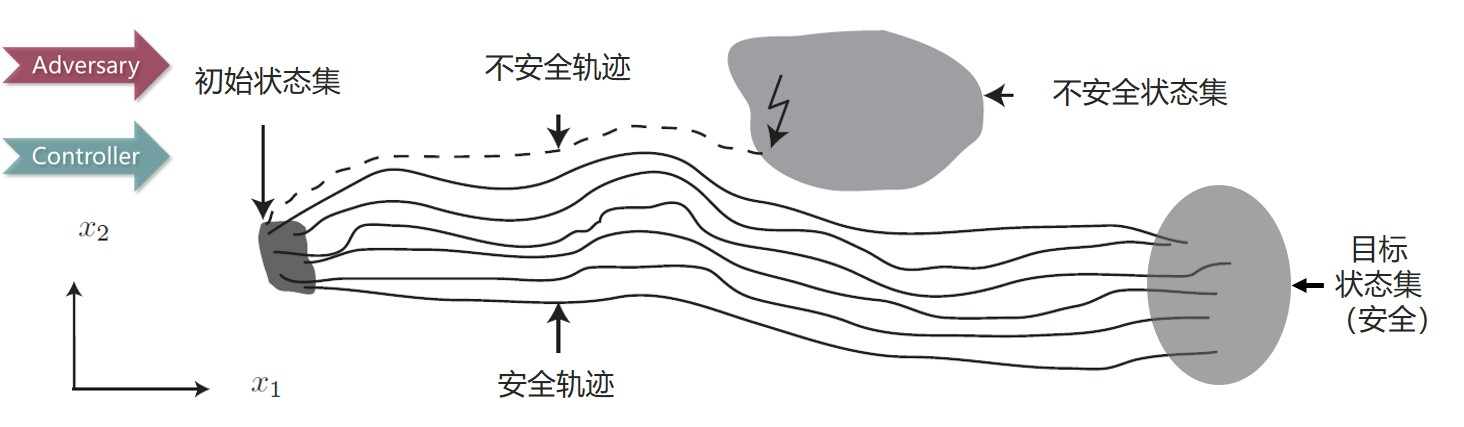 Adversary
初始状态集
不安全轨迹
不安全状态集
Controller
x₂
目标
状态集
（安全）
x₁
安全轨迹